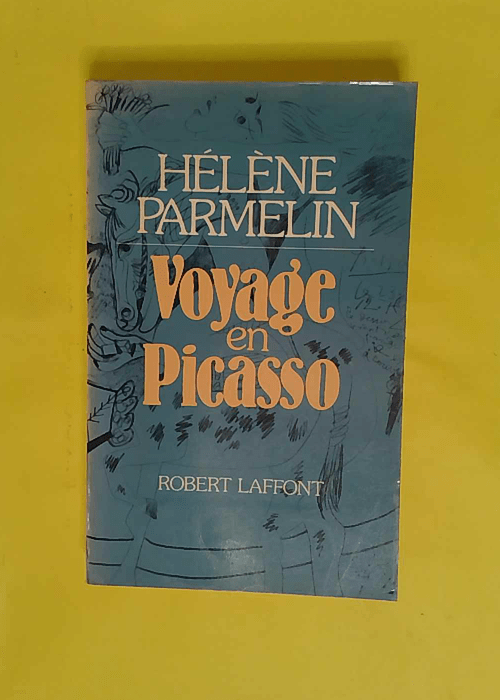 HÉLÈNE
PARMELIN
Voyage
en
Picasso
ROBERT LAFFONT